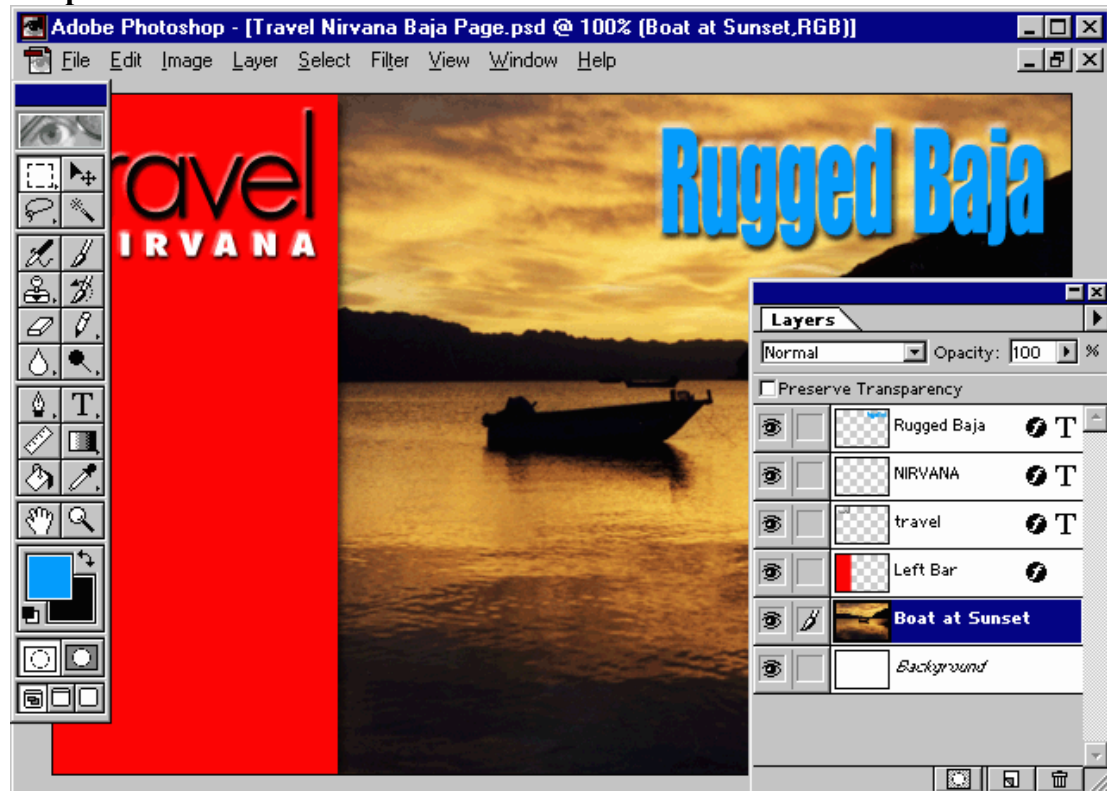 Adobe Photoshop - [Travel Nirvana Baja Page.psd @ 100% (Boat at Sunset,RGB)]
File Edit Image Layer Select Filter View Window Help
ravel
IRVANA
Rugged Baja
Layers
Normal Opacity: 100 %
Preserve Transparency
Rugged Baja T
NIRVANA T
travel T
Left Bar
Boat at Sunset
Background
T